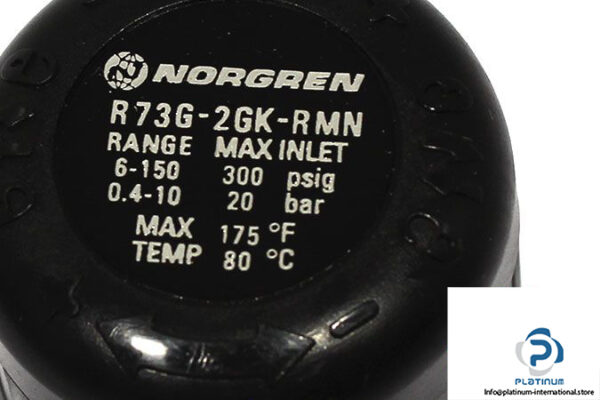 NORGREN
R73G-2GK-RMN
RANGE MAX INLET
6-150 300 psig
0.4-10 20 bar
MAX 175 °F
TEMP 80 °C
PLATINUM
info@platinum-international.store